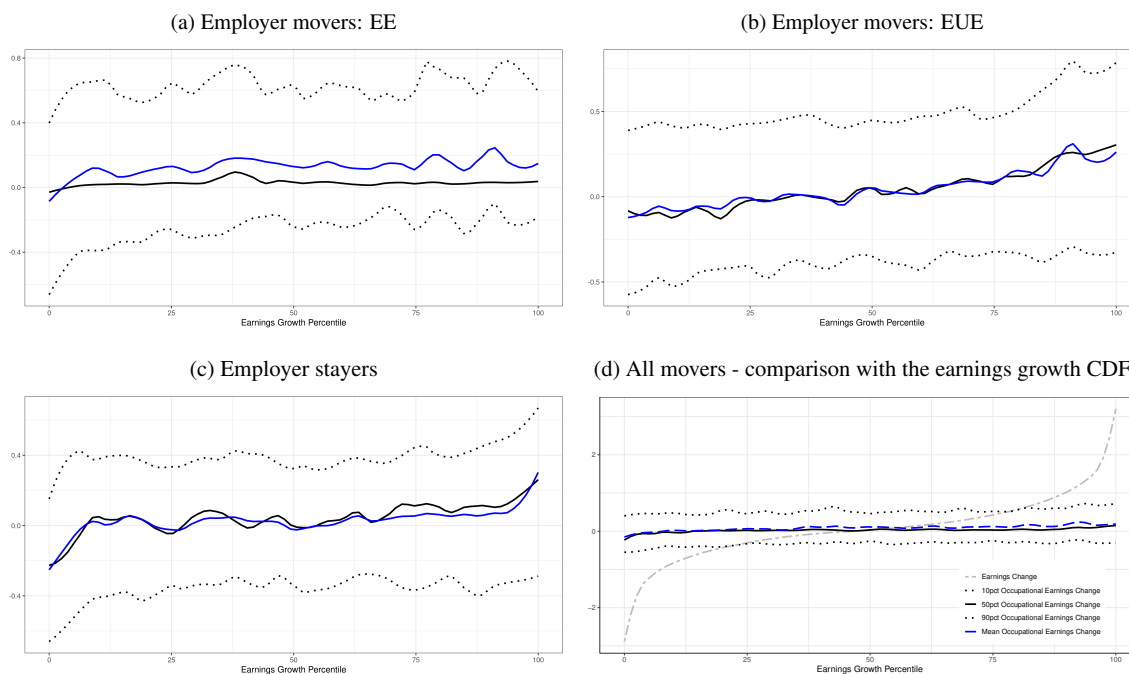 (a) Employer movers: EE
0.8
0.4
0.0
-0.4
0 25 50 75 100
Earnings Growth Percentile
(b) Employer movers: EUE
0.5
0.0
-0.5
0 25 50 75 100
Earnings Growth Percentile
(c) Employer stayers
0.4
0.0
-0.4
0 25 50 75 100
Earnings Growth Percentile
(d) All movers - comparison with the earnings growth CDF
2
0
-2
Earnings Change
10pct Occupational Earnings Change
50pct Occupational Earnings Change
90pct Occupational Earnings Change
Mean Occupational Earnings Change
0 25 50 75 100
Earnings Growth Percentile